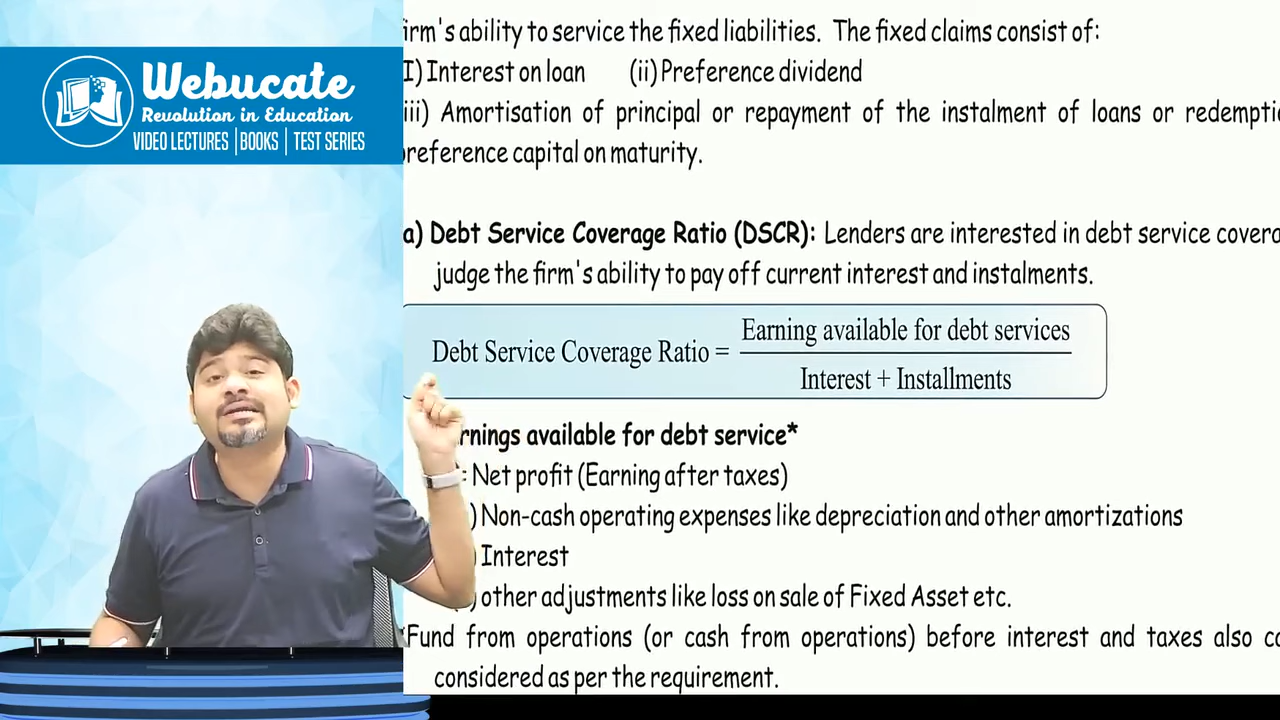 Webucate
Revolution in Education
VIDEO LECTURES | BOOKS | TEST SERIES
firm's ability to service the fixed liabilities. The fixed claims consist of:
I) Interest on loan (ii) Preference dividend
iii) Amortisation of principal or repayment of the instalment of loans or redempti
preference capital on maturity.
a) Debt Service Coverage Ratio (DSCR): Lenders are interested in debt service covera
judge the firm's ability to pay off current interest and instalments.
Debt Service Coverage Ratio = Earning available for debt services
Interest + Installments
rnings available for debt service*
= Net profit (Earning after taxes)
) Non-cash operating expenses like depreciation and other amortizations
) Interest
) other adjustments like loss on sale of Fixed Asset etc.
*Fund from operations (or cash from operations) before interest and taxes also
considered as per the requirement.